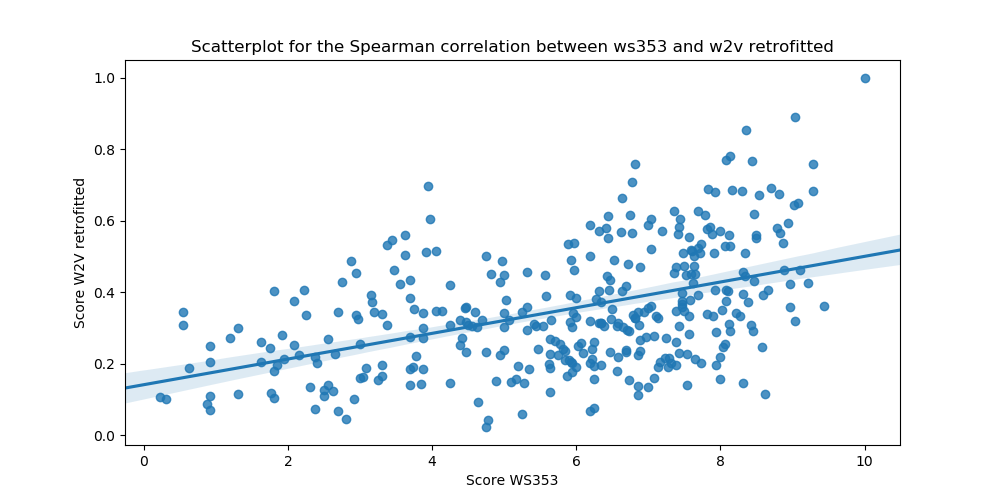 Scatterplot for the Spearman correlation between ws353 and w2v retrofitted
1.0
0.8
0.6
0.4
0.2
0.0
Score W2V retrofitted
0 2 4 6 8 10
Score WS353